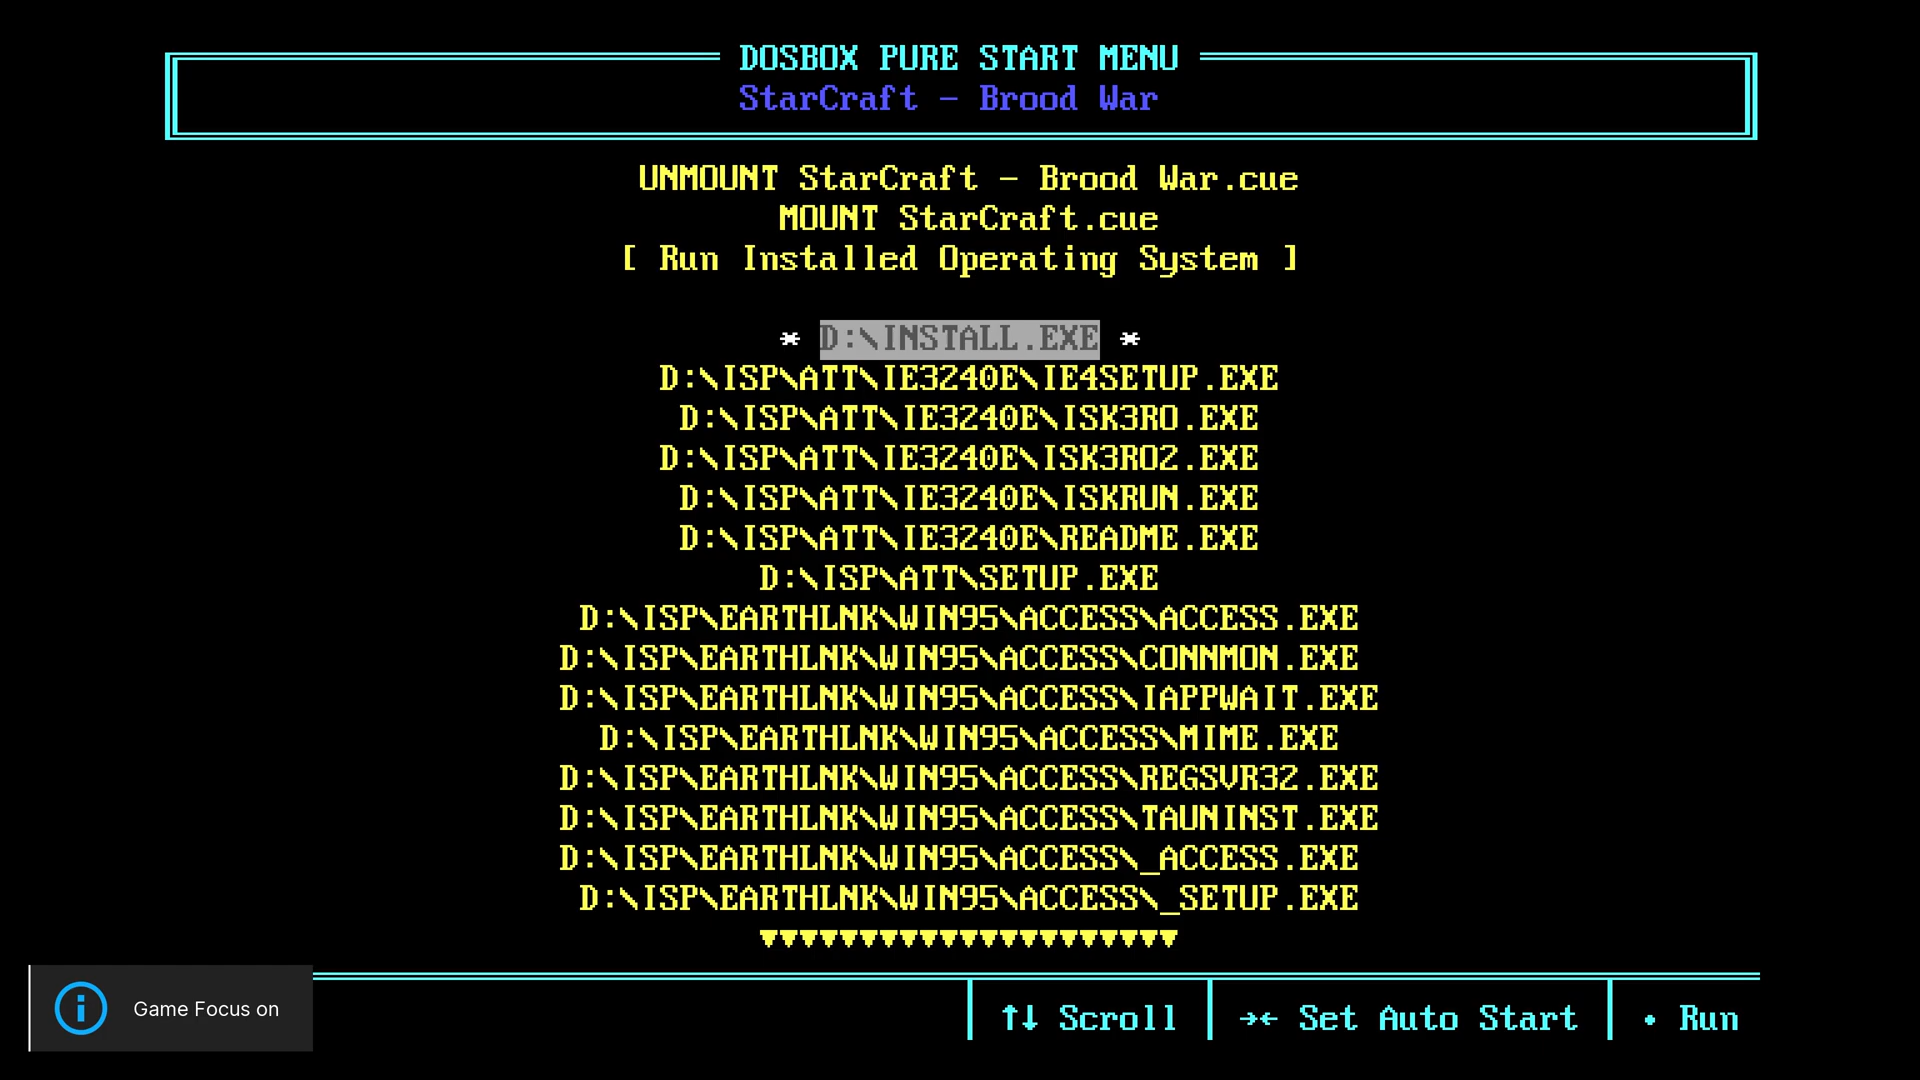 DOSBOX PURE START MENU
StarCraft - Brood War
UNMOUNT StarCraft - Brood War.cue
MOUNT StarCraft.cue
[ Run Installed Operating System ]
* D:\INSTALL.EXE *
D:\ISP\ATT\IE3240E\IE4SETUP.EXE
D:\ISP\ATT\IE3240E\ISK3RO.EXE
D:\ISP\ATT\IE3240E\ISK3RO2.EXE
D:\ISP\ATT\IE3240E\ISKRUN.EXE
D:\ISP\ATT\IE3240E\README.EXE
D:\ISP\ATT\SETUP.EXE
D:\ISP\EARTHLNK\WIN95\ACCESS\ACCESS.EXE
D:\ISP\EARTHLNK\WIN95\ACCESS\CONNMON.EXE
D:\ISP\EARTHLNK\WIN95\ACCESS\IAPPWAIT.EXE
D:\ISP\EARTHLNK\WIN95\ACCESS\MIME.EXE
D:\ISP\EARTHLNK\WIN95\ACCESS\REGSVR32.EXE
D:\ISP\EARTHLNK\WIN95\ACCESS\TAUNINST.EXE
D:\ISP\EARTHLNK\WIN95\ACCESS\_ACCESS.EXE
D:\ISP\EARTHLNK\WIN95\ACCESS\_SETUP.EXE
Game Focus on
↑↓ Scroll
→← Set Auto Start
• Run